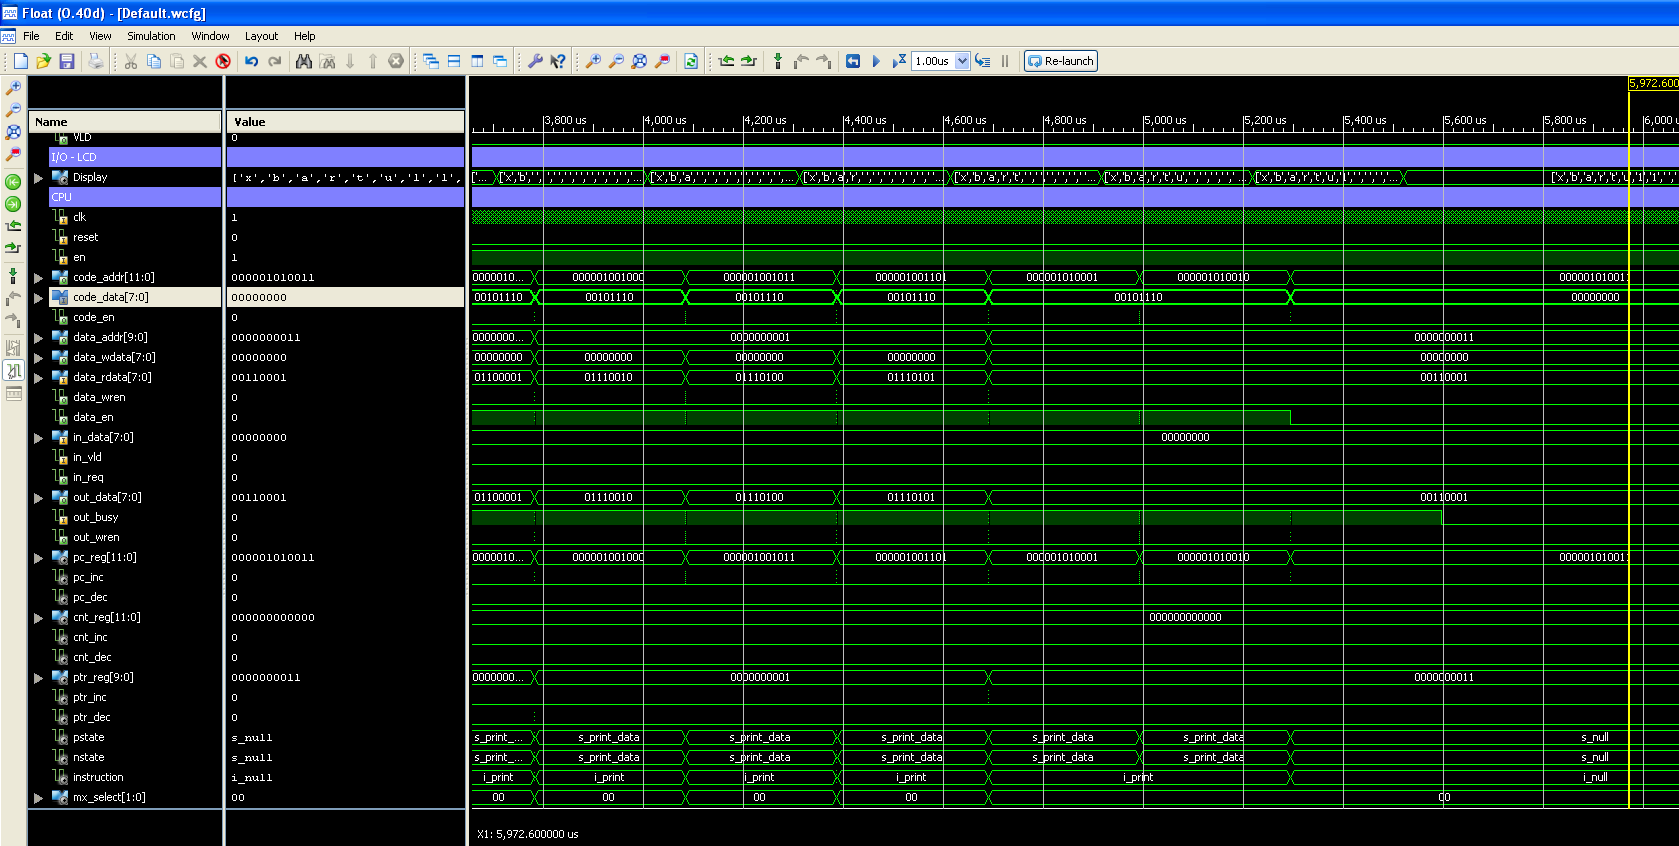 Float (0.40d) - [Default.wcfg]
File Edit View Simulation Window Layout Help
1.00us Re-launch
5,972.600
Name Value
3,800 us 4,000 us 4,200 us 4,400 us 4,600 us 4,800 us 5,000 us 5,200 us 5,400 us 5,600 us 5,800 us 6,000
VLD 0
I/O - LCD
Display ['x','b','a','r','t','u','l','l',
CPU
clk 1
reset 0
en 1
code_addr[11:0] 000001010011 0000010... 000001001000 000001001011 000001001101 000001010001 000001010010 000001010011
code_data[7:0] 00000000 00101110 00101110 00101110 00101110 00101110 00000000
code_en 0
data_addr[9:0] 0000000011 0000000... 0000000001 0000000011
data_wdata[7:0] 00000000 00000000 00000000 00000000 00000000 00000000
data_rdata[7:0] 00110001 01100001 01110010 01110100 01110101 00110001
data_wren 0
data_en 0
in_data[7:0] 00000000 00000000
in_vld 0
in_req 0
out_data[7:0] 00110001 01100001 01110010 01110100 01110101 00110001
out_busy 0
out_wren 0
pc_reg[11:0] 000001010011 0000010... 000001001000 000001001011 000001001101 000001010001 000001010010 000001010011
pc_inc 0
pc_dec 0
cnt_reg[11:0] 000000000000 000000000000
cnt_inc 0
cnt_dec 0
ptr_reg[9:0] 0000000011 0000000... 0000000001 0000000011
ptr_inc 0
ptr_dec 0
pstate s_null s_print_... s_print_data s_print_data s_print_data s_print_data s_print_data s_null
nstate s_null s_print_... s_print_data s_print_data s_print_data s_print_data s_print_data s_null
instruction i_null i_print i_print i_print i_print i_print i_null
mx_select[1:0] 00 00 00 00 00 00
X1: 5,972.600000 us